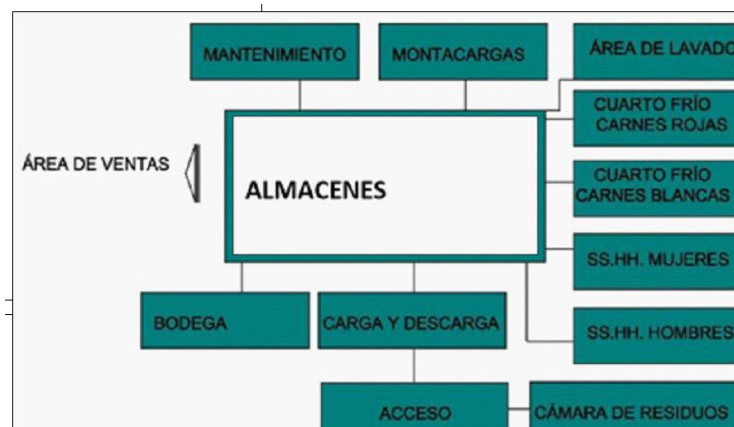 MANTENIMIENTO
MONTACARGAS
ÁREA DE LAVADO
CUARTO FRÍO
CARNES ROJAS
ÁREA DE VENTAS
ALMACENES
CUARTO FRÍO
CARNES BLANCAS
SS.HH. MUJERES
BODEGA
CARGA Y DESCARGA
SS.HH. HOMBRES
ACCESO
CÁMARA DE RESIDUOS